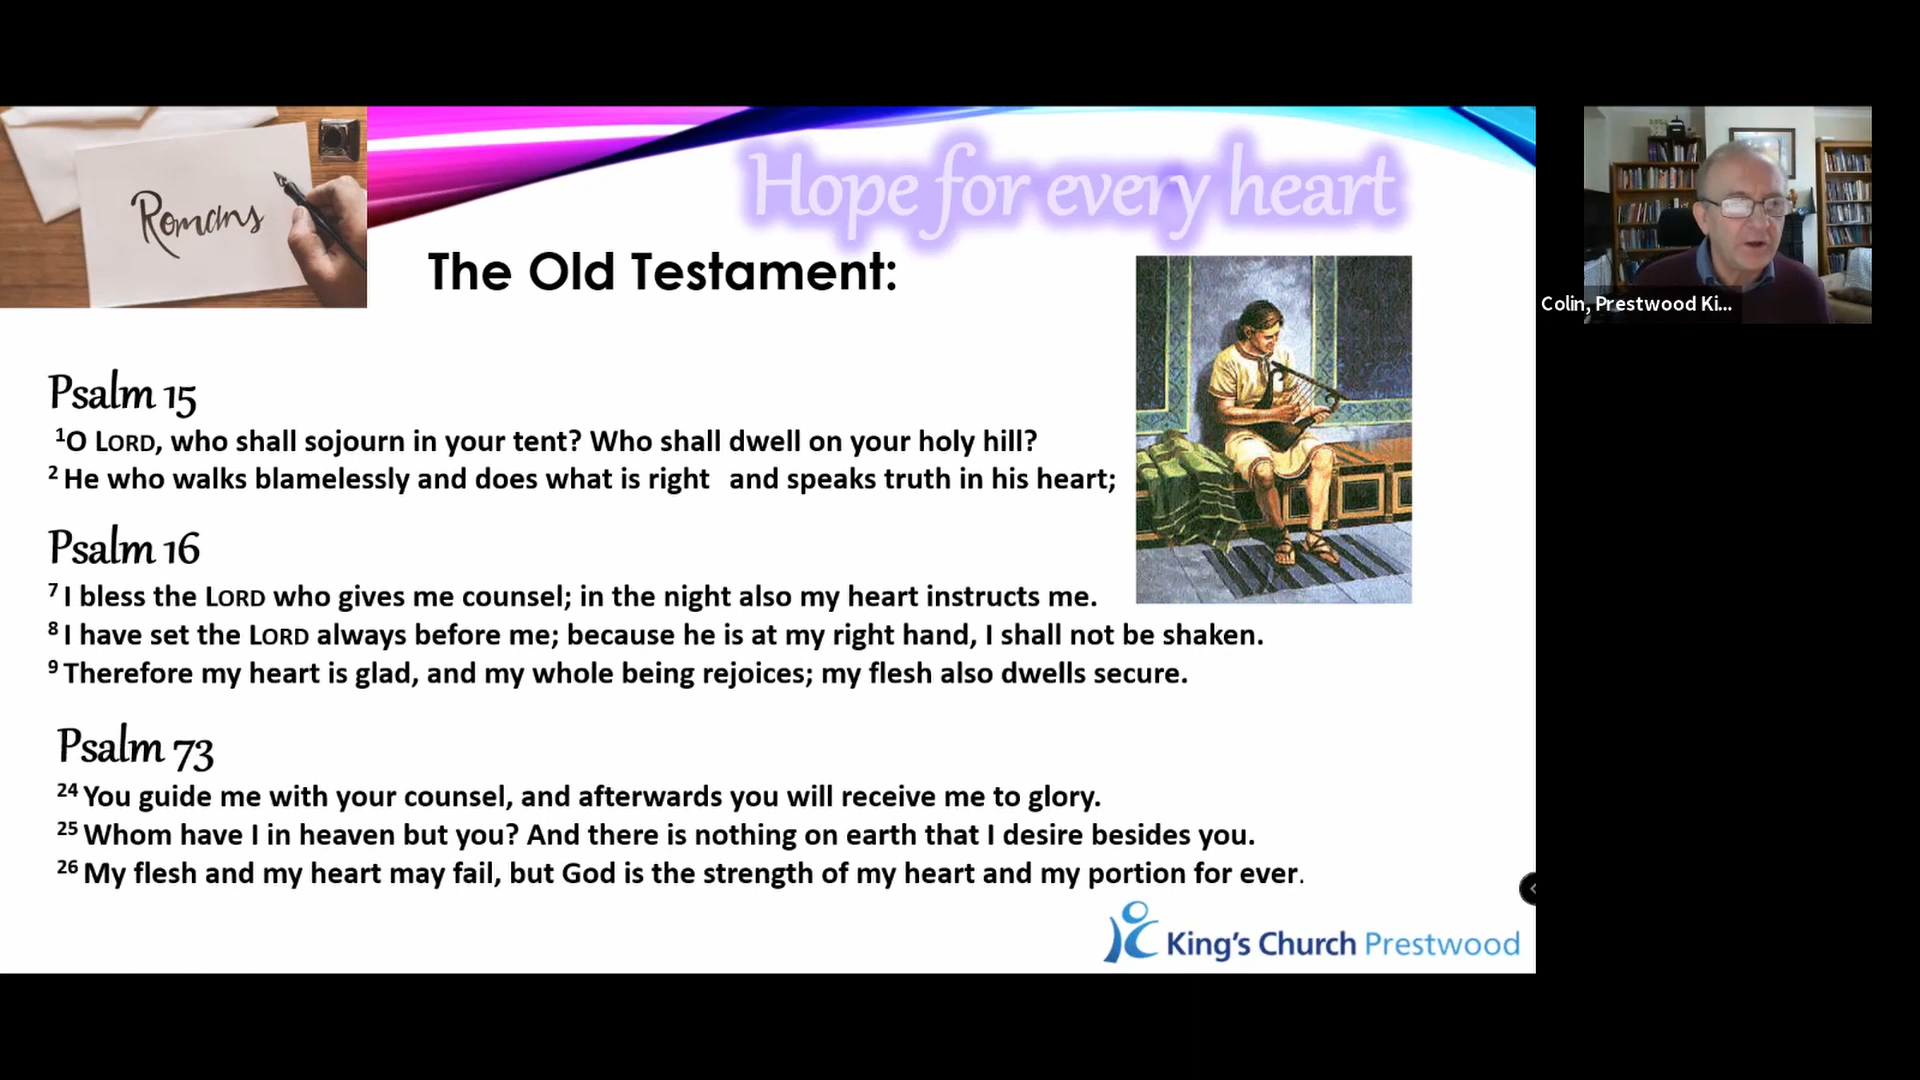 Romans
Hope for every heart
The Old Testament:
Psalm 15
1O LORD, who shall sojourn in your tent? Who shall dwell on your holy hill?
2 He who walks blamelessly and does what is right and speaks truth in his heart;
Psalm 16
7 I bless the LORD who gives me counsel; in the night also my heart instructs me.
8 I have set the LORD always before me; because he is at my right hand, I shall not be shaken.
9 Therefore my heart is glad, and my whole being rejoices; my flesh also dwells secure.
Psalm 73
24 You guide me with your counsel, and afterwards you will receive me to glory.
25 Whom have I in heaven but you? And there is nothing on earth that I desire besides you.
26 My flesh and my heart may fail, but God is the strength of my heart and my portion for ever.
King's Church Prestwood
Colin, Prestwood Ki...